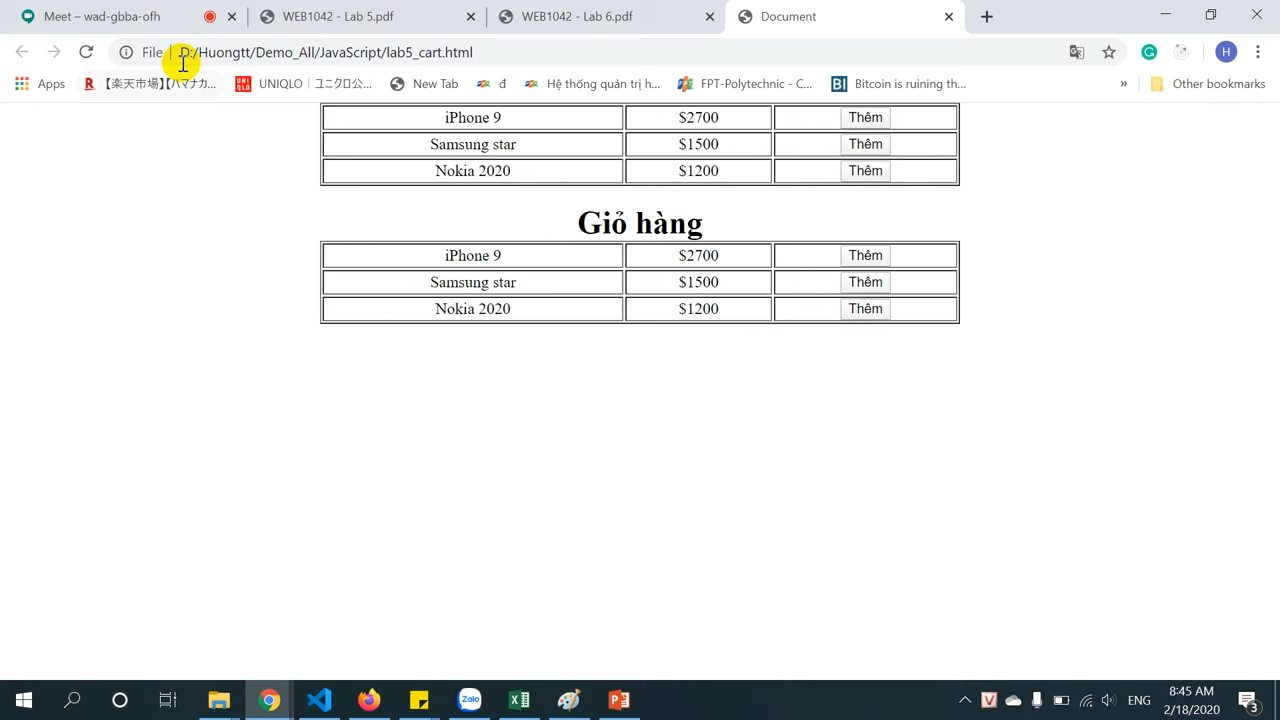 Meet – wad-gbba-ofh
WEB1042 - Lab 5.pdf
WEB1042 - Lab 6.pdf
Document
File
D:/Huongtt/Demo_All/JavaScript/lab5_cart.html
H
Apps
【楽天市場】【ハマナカ...
UNIQLO｜ユニクロ公...
New Tab
đ
Hệ thống quản trị h...
FPT-Polytechnic - C...
BI
Bitcoin is ruining th...
»
Other bookmarks
iPhone 9 $2700 Thêm
Samsung star $1500 Thêm
Nokia 2020 $1200 Thêm
Giỏ hàng
iPhone 9 $2700 Thêm
Samsung star $1500 Thêm
Nokia 2020 $1200 Thêm
Zalo
ENG
8:45 AM
2/18/2020
3